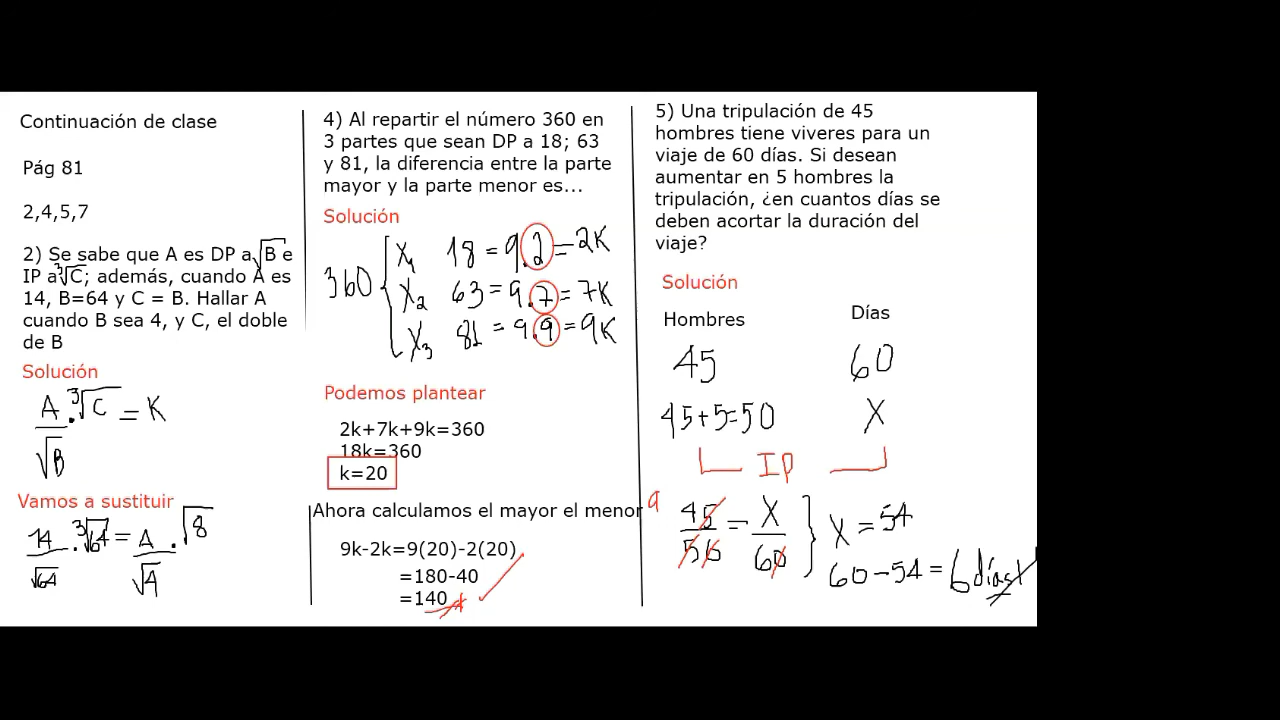 Continuación de clase
Pág 81
2,4,5,7
2) Se sabe que A es DP a √B e
IP a ∛C; además, cuando A es
14, B=64 y C = B. Hallar A
cuando B sea 4, y C, el doble
de B
Solución
A/√B . ∛C = K
Vamos a sustituir
14/√64 . ∛64 = A/√4 . √8
4) Al repartir el número 360 en
3 partes que sean DP a 18; 63
y 81, la diferencia entre la parte
mayor y la parte menor es...
Solución
360 { X₁ 18 = 9.2 = 2K
X₂ 63 = 9.7 = 7K
X₃ 81 = 9.9 = 9K
Podemos plantear
2k+7k+9k=360
18k=360
k=20
Ahora calculamos el mayor el menor
9k-2k=9(20)-2(20)
=180-40
=140
5) Una tripulación de 45
hombres tiene viveres para un
viaje de 60 días. Si desean
aumentar en 5 hombres la
tripulación, ¿en cuantos días se
deben acortar la duración del
viaje?
Solución
Hombres Días
45 60
45+5=50 X
IP
9
45/50 = X/60 } X = 54
60-54 = 6 días